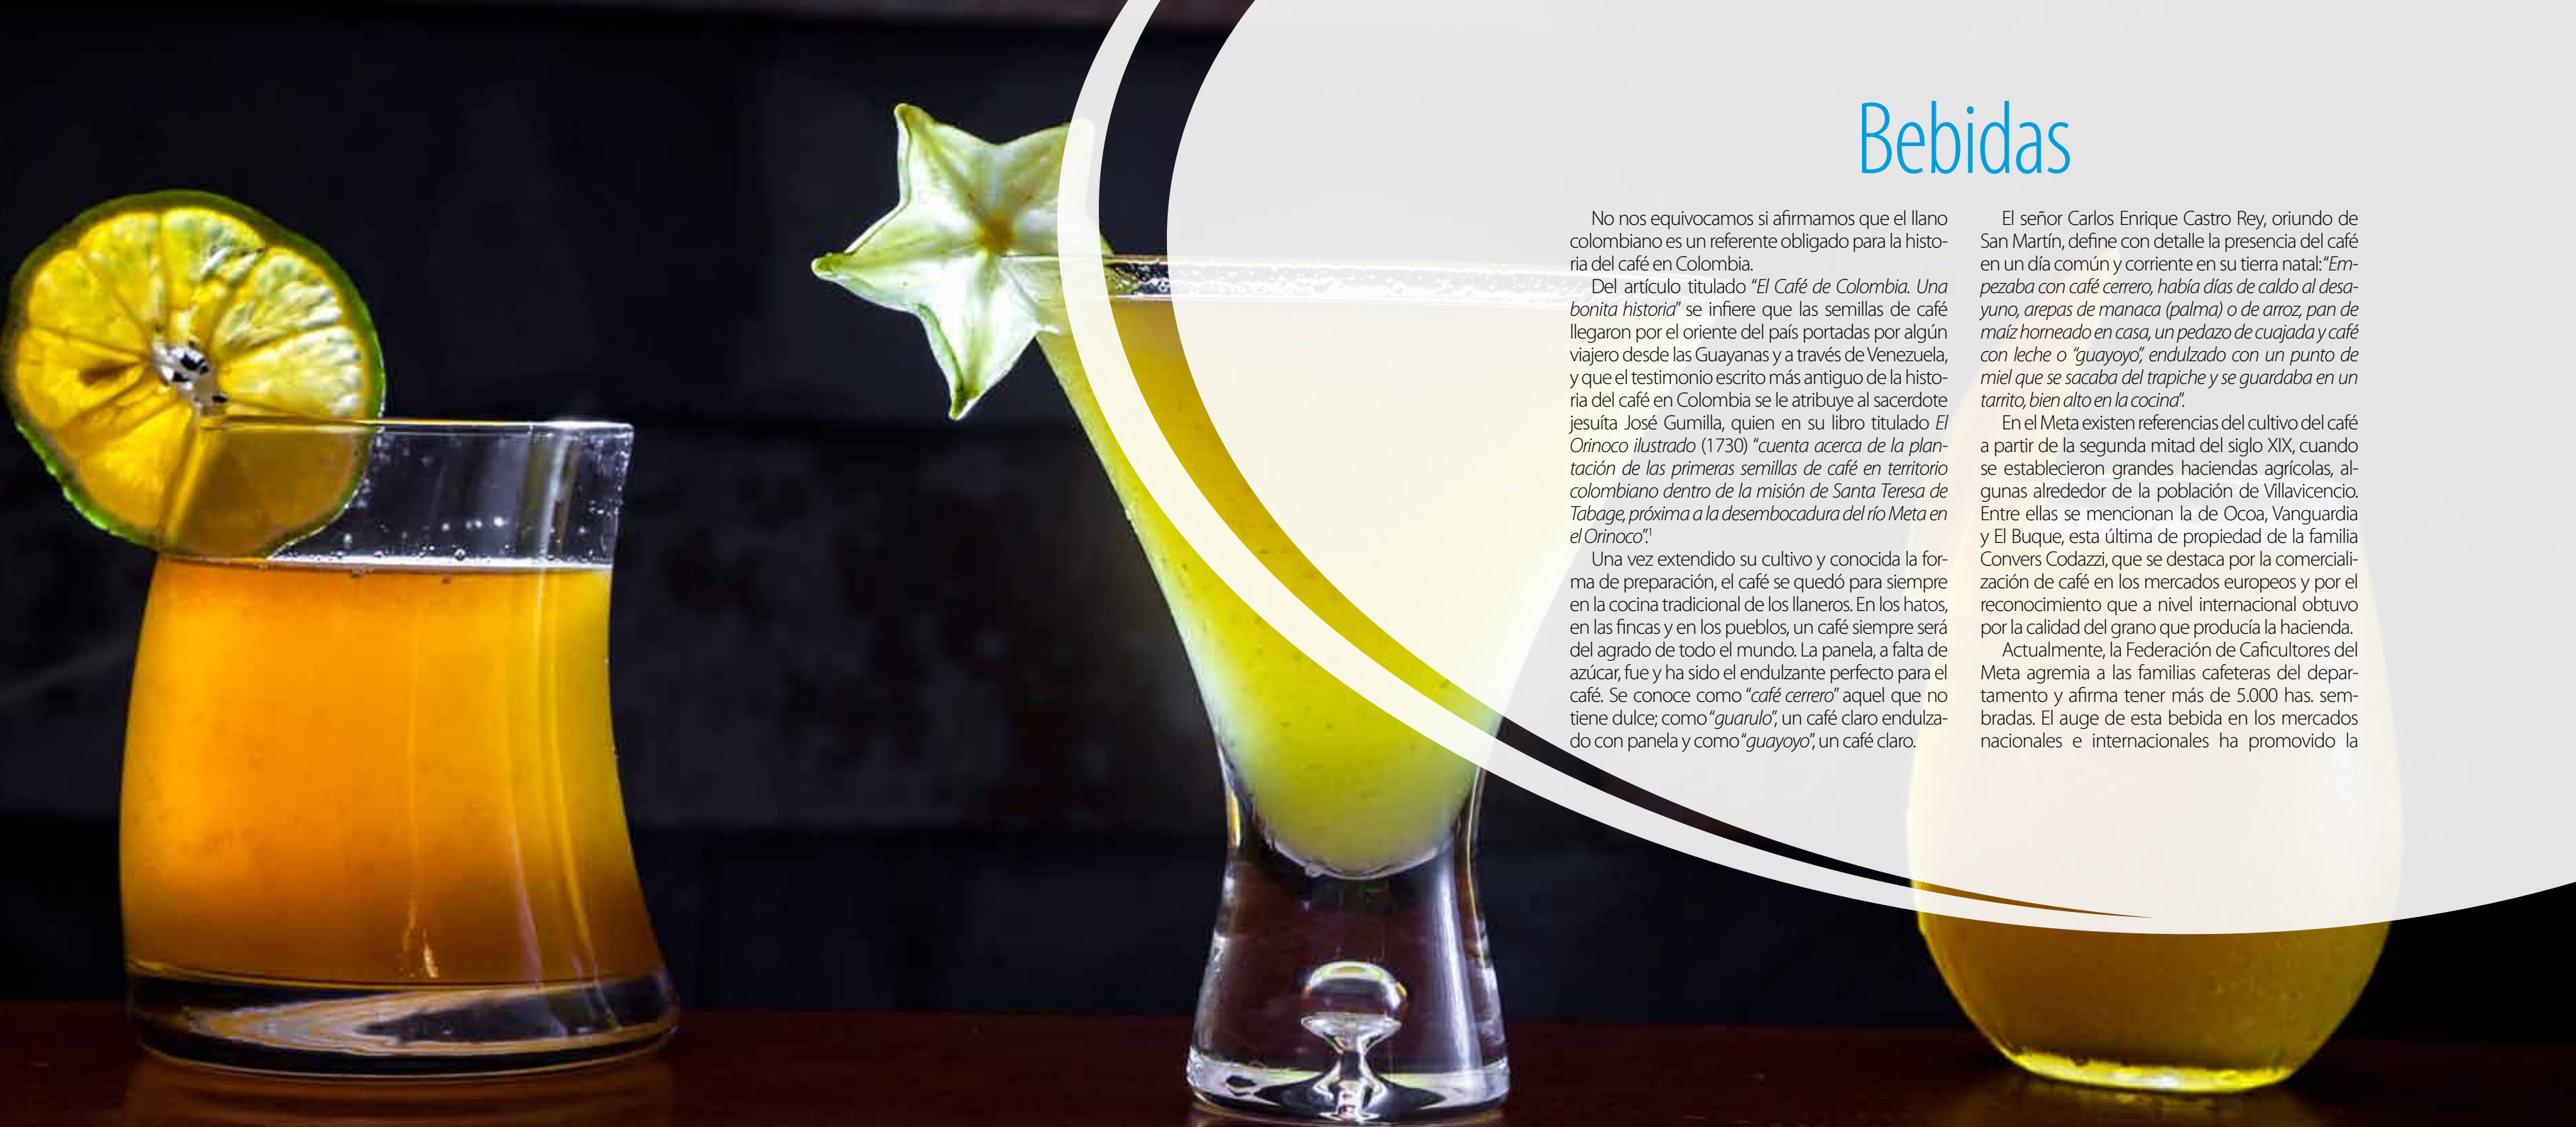 Bebidas
No nos equivocamos si afirmamos que el llano
colombiano es un referente obligado para la histo-
ria del café en Colombia.
Del artículo titulado “El Café de Colombia. Una
bonita historia” se infiere que las semillas de café
llegaron por el oriente del país portadas por algún
viajero desde las Guayanas y a través de Venezuela,
y que el testimonio escrito más antiguo de la histo-
ria del café en Colombia se le atribuye al sacerdote
jesuíta José Gumilla, quien en su libro titulado El
Orinoco ilustrado (1730) “cuenta acerca de la plan-
tación de las primeras semillas de café en territorio
colombiano dentro de la misión de Santa Teresa de
Tabage, próxima a la desembocadura del río Meta en
el Orinoco”.¹
Una vez extendido su cultivo y conocida la for-
ma de preparación, el café se quedó para siempre
en la cocina tradicional de los llaneros. En los hatos,
en las fincas y en los pueblos, un café siempre será
del agrado de todo el mundo. La panela, a falta de
azúcar, fue y ha sido el endulzante perfecto para el
café. Se conoce como “café cerrero” aquel que no
tiene dulce; como “guarulo”, un café claro endulza-
do con panela y como “guayoyo”, un café claro.
El señor Carlos Enrique Castro Rey, oriundo de
San Martín, define con detalle la presencia del café
en un día común y corriente en su tierra natal: “Em-
pezaba con café cerrero, había días de caldo al desa-
yuno, arepas de manaca (palma) o de arroz, pan de
maíz horneado en casa, un pedazo de cuajada y café
con leche o “guayoyo”, endulzado con un punto de
miel que se sacaba del trapiche y se guardaba en un
tarrito, bien alto en la cocina”.
En el Meta existen referencias del cultivo del café
a partir de la segunda mitad del siglo XIX, cuando
se establecieron grandes haciendas agrícolas, al-
gunas alrededor de la población de Villavicencio.
Entre ellas se mencionan la de Ocoa, Vanguardia
y El Buque, esta última de propiedad de la familia
Convers Codazzi, que se destaca por la comerciali-
zación de café en los mercados europeos y por el
reconocimiento que a nivel internacional obtuvo
por la calidad del grano que producía la hacienda.
Actualmente, la Federación de Caficultores del
Meta agremia a las familias cafeteras del depar-
tamento y afirma tener más de 5.000 has. sem-
bradas. El auge de esta bebida en los mercados
nacionales e internacionales ha promovido la